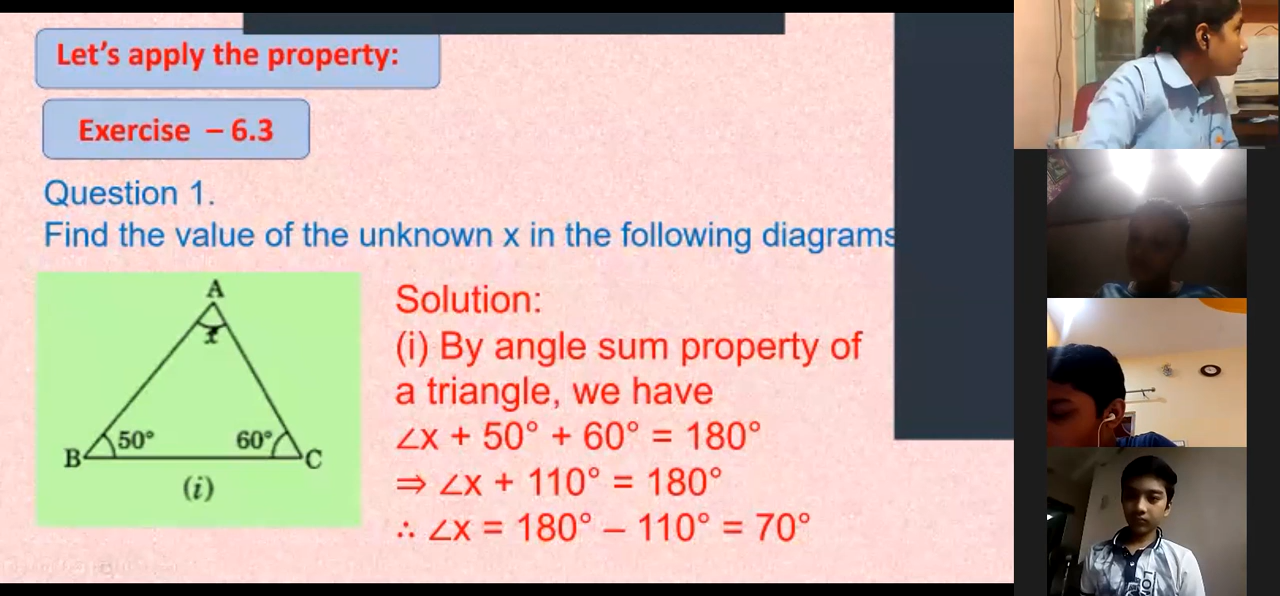 Let's apply the property:
Exercise – 6.3
Question 1.
Find the value of the unknown x in the following diagrams
A
x
50°
60°
B
C
(i)
Solution:
(i) By angle sum property of
a triangle, we have
∠x + 50° + 60° = 180°
⇒ ∠x + 110° = 180°
∴ ∠x = 180° – 110° = 70°